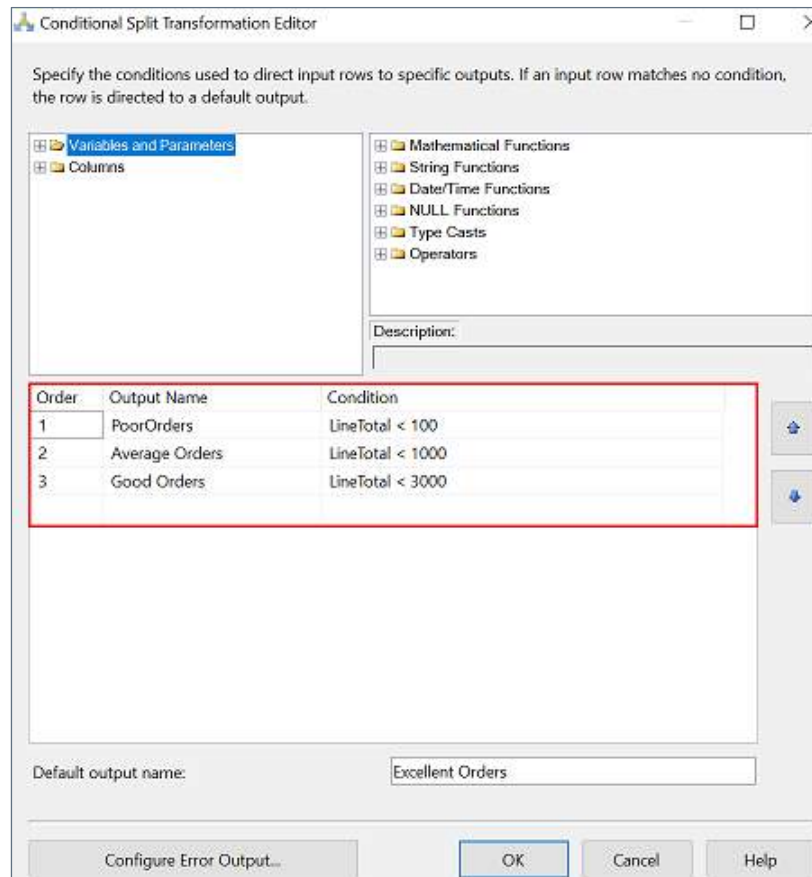 Conditional Split Transformation Editor
Specify the conditions used to direct input rows to specific outputs. If an input row matches no condition,
the row is directed to a default output.
Variables and Parameters
Columns
Mathematical Functions
String Functions
Date/Time Functions
NULL Functions
Type Casts
Operators
Description:
Order Output Name Condition
1 PoorOrders LineTotal < 100
2 Average Orders LineTotal < 1000
3 Good Orders LineTotal < 3000
Default output name: Excellent Orders
Configure Error Output... OK Cancel Help